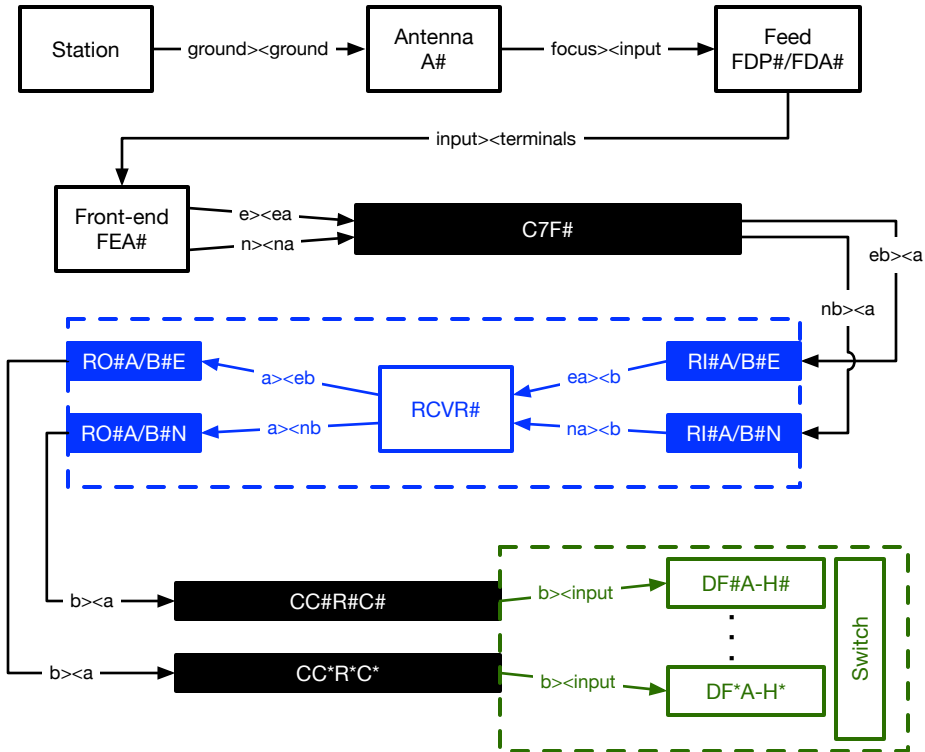 Station
ground><ground
Antenna
A#
focus><input
Feed
FDP#/FDA#
input><terminals
Front-end
FEA#
e><ea
n><na
C7F#
eb><a
nb><a
RO#A/B#E
a><eb
RCVR#
ea><b
RI#A/B#E
RO#A/B#N
a><nb
na><b
RI#A/B#N
b><a
CC#R#C#
b><input
DF#A-H#
b><a
CC*R*C*
b><input
DF*A-H*
Switch